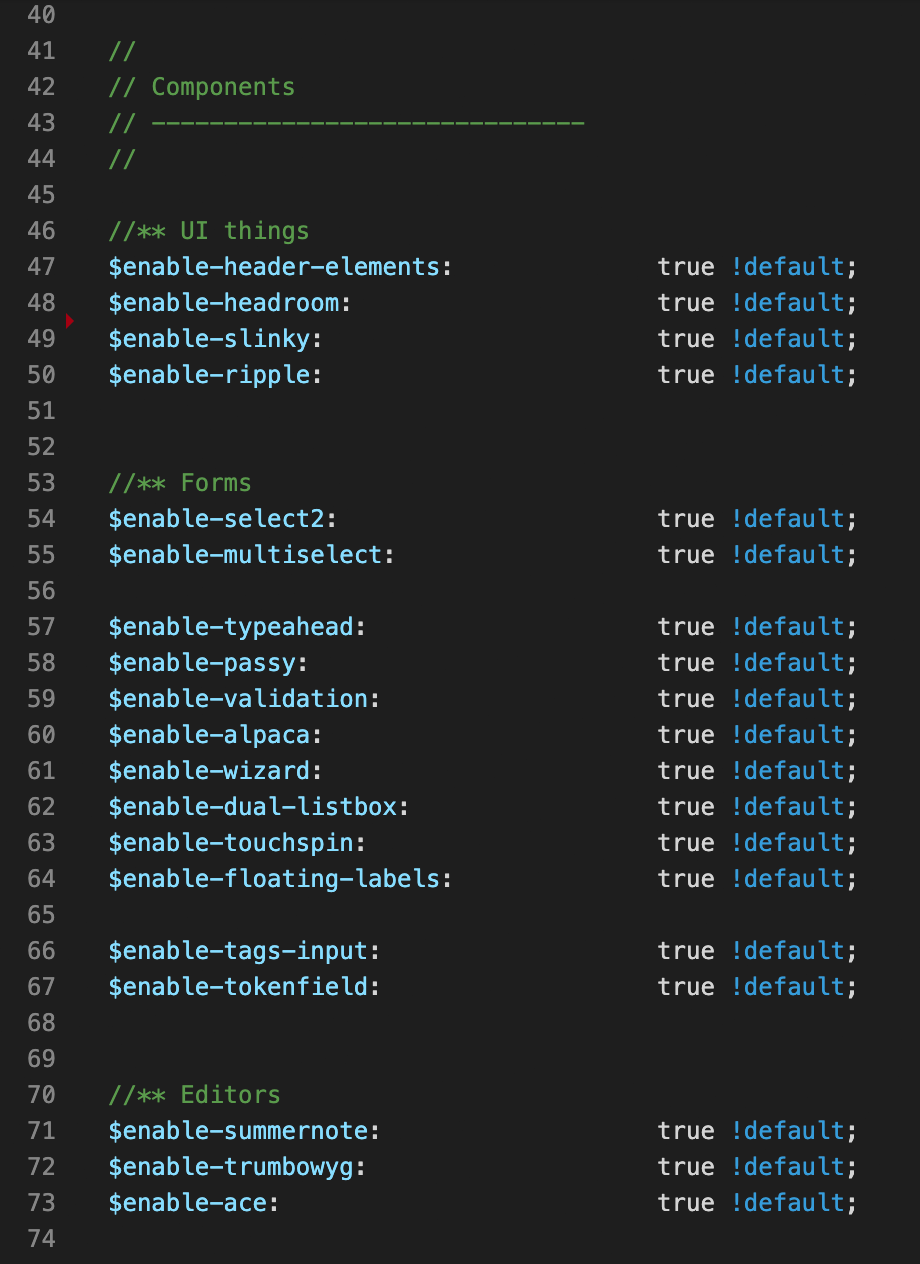 40
41 //
42 // Components
43 // ------------------------------
44 //
45
46 //** UI things
47 $enable-header-elements: true !default;
48 $enable-headroom: true !default;
49 $enable-slinky: true !default;
50 $enable-ripple: true !default;
51
52
53 //** Forms
54 $enable-select2: true !default;
55 $enable-multiselect: true !default;
56
57 $enable-typeahead: true !default;
58 $enable-passy: true !default;
59 $enable-validation: true !default;
60 $enable-alpaca: true !default;
61 $enable-wizard: true !default;
62 $enable-dual-listbox: true !default;
63 $enable-touchspin: true !default;
64 $enable-floating-labels: true !default;
65
66 $enable-tags-input: true !default;
67 $enable-tokenfield: true !default;
68
69
70 //** Editors
71 $enable-summernote: true !default;
72 $enable-trumbowyg: true !default;
73 $enable-ace: true !default;
74